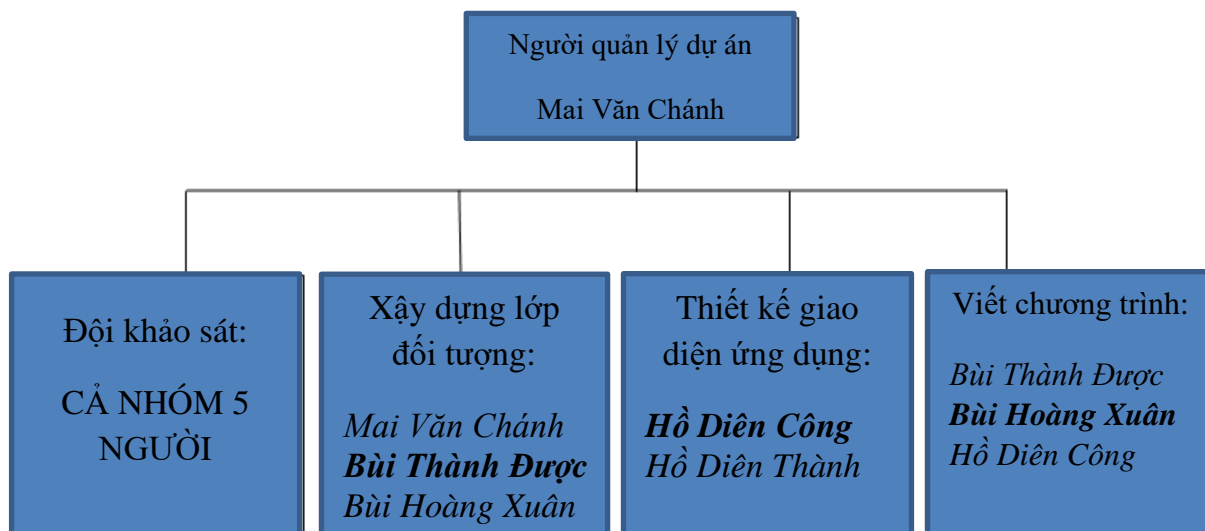 Người quản lý dự án
Mai Văn Chánh
Đội khảo sát:
CẢ NHÓM 5
NGƯỜI
Xậy dựng lớp
đối tượng:
Mai Văn Chánh
Bùi Thành Được
Bùi Hoàng Xuân
Thiết kế giao
diện ứng dụng:
Hồ Diên Công
Hồ Diên Thành
Viết chương trình:
Bùi Thành Được
Bùi Hoàng Xuân
Hồ Diên Công